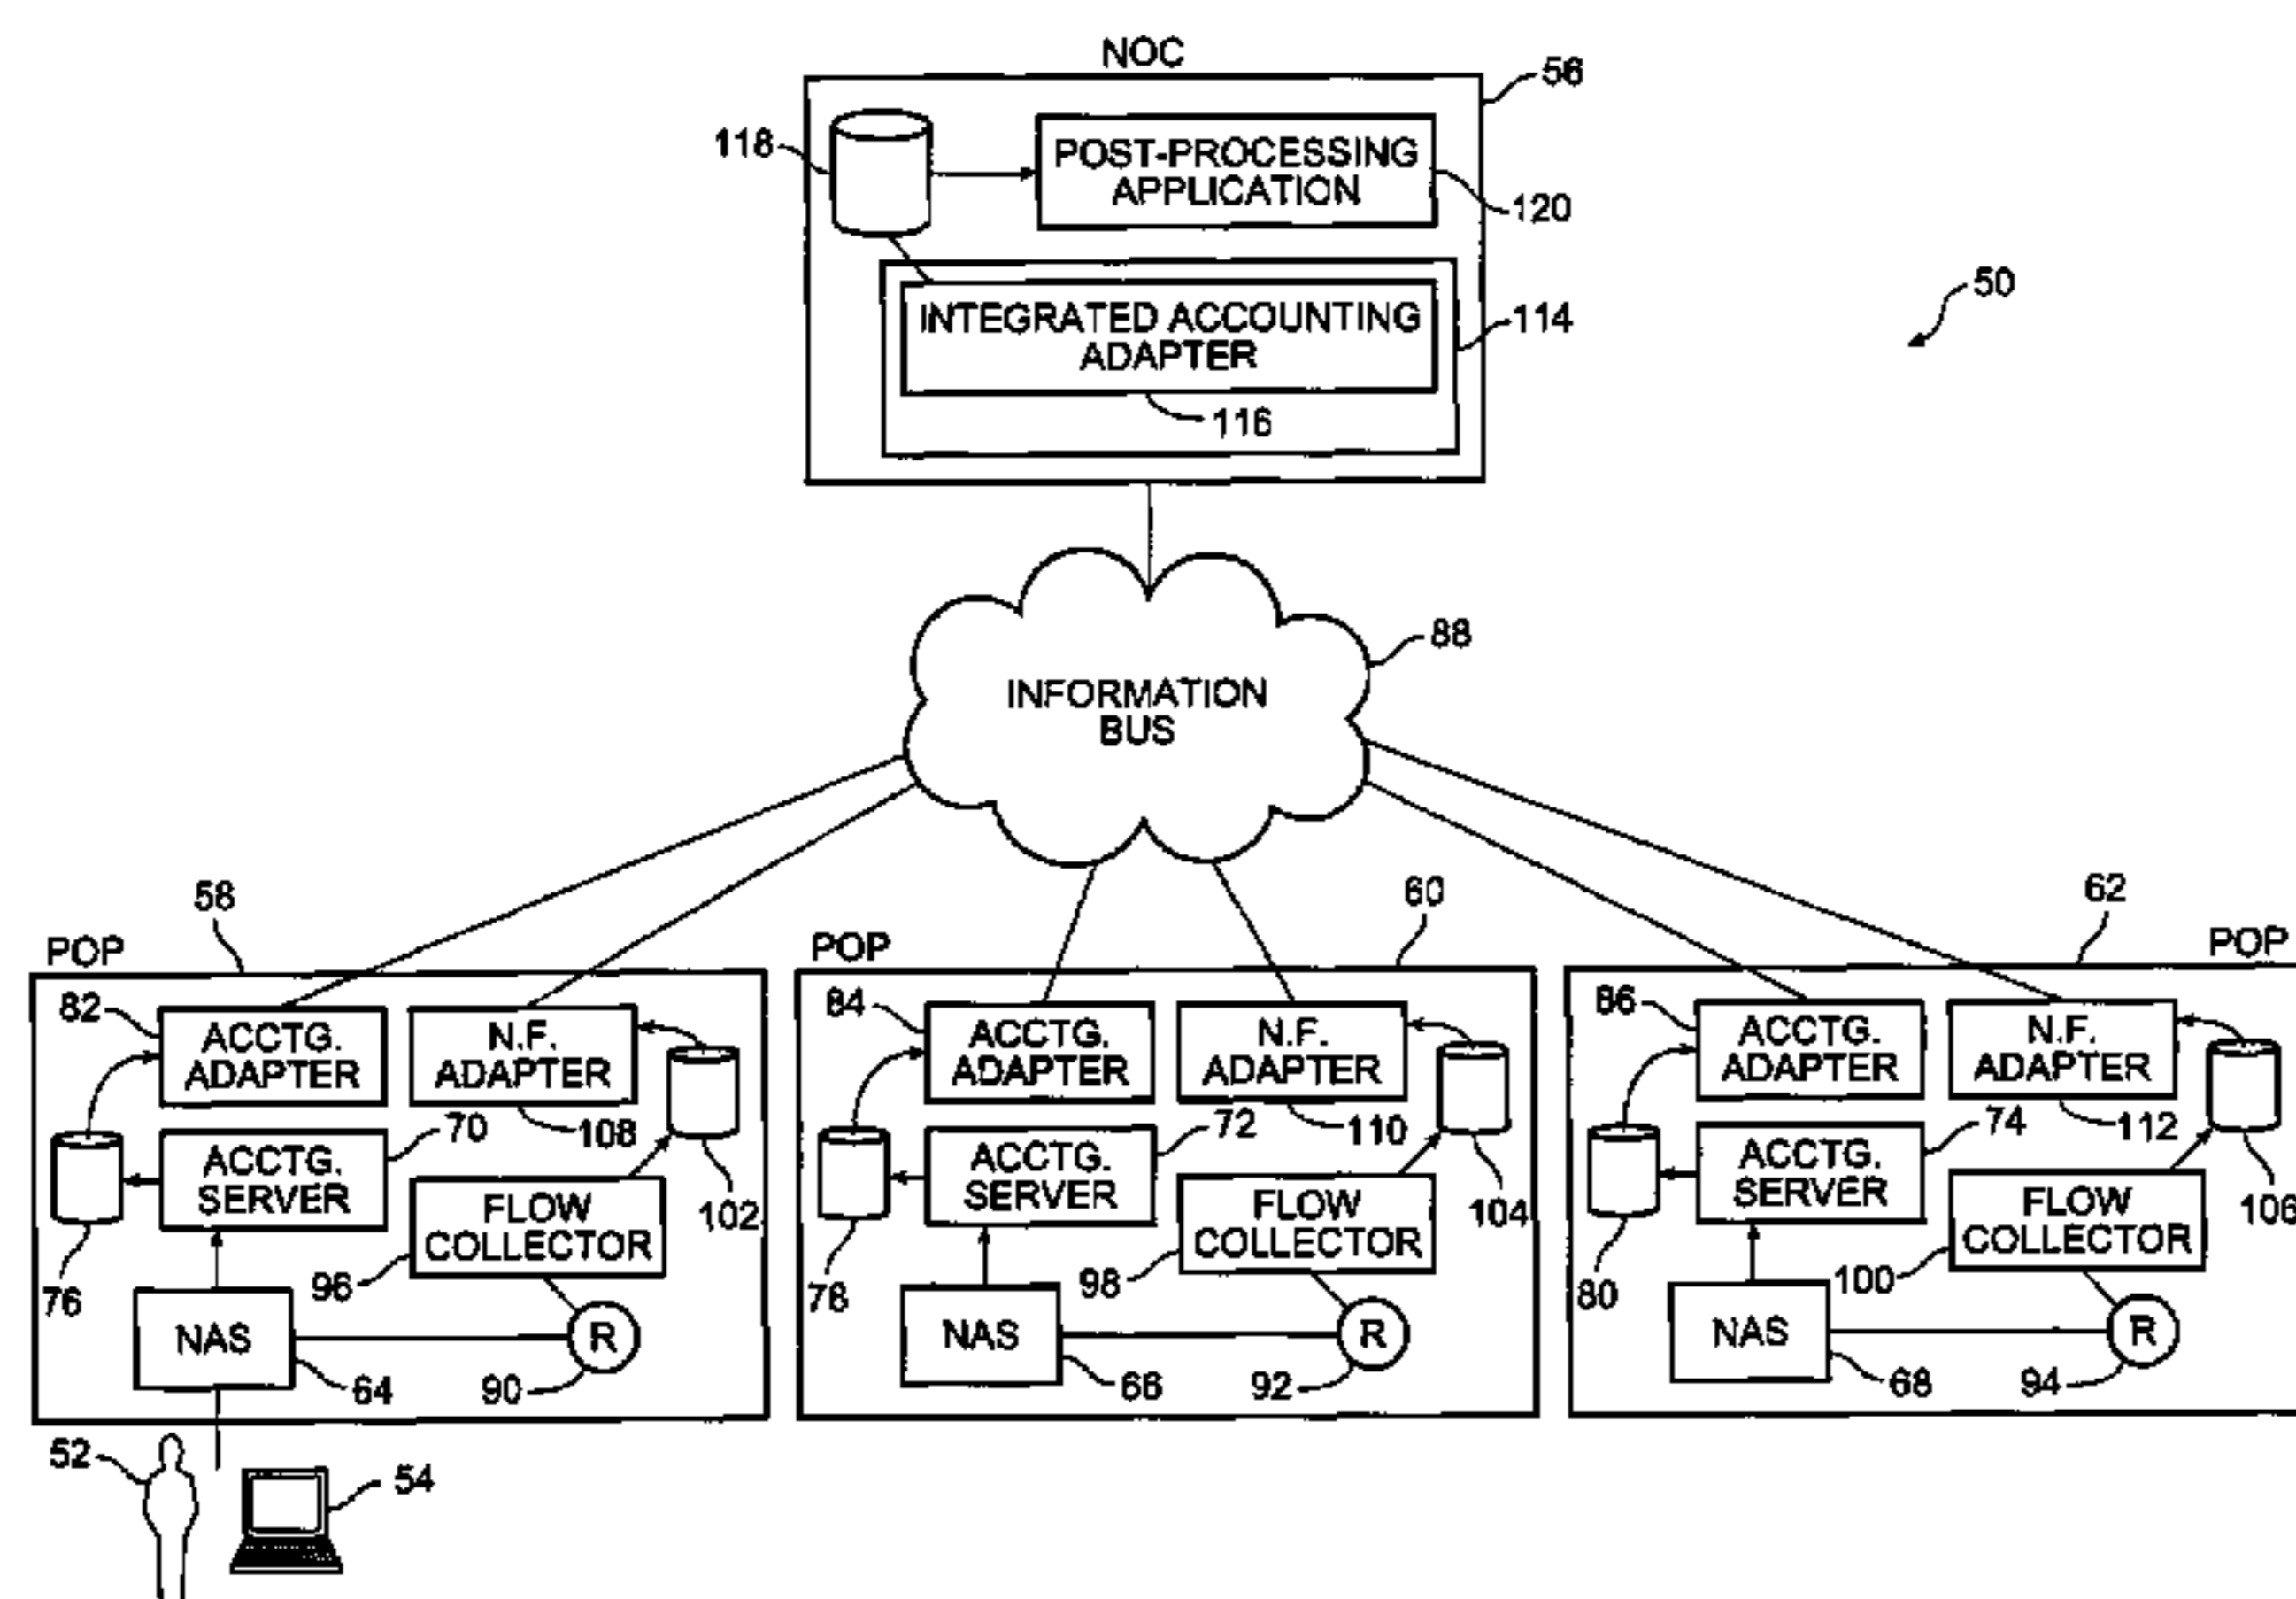 NOC
56
118
POST-PROCESSING
APPLICATION
120
50
INTEGRATED ACCOUNTING
ADAPTER
114
116
88
INFORMATION
BUS
58
60
62
POP
POP
POP
82
ACCTG.
ADAPTER
N.F.
ADAPTER
84
ACCTG.
ADAPTER
N.F.
ADAPTER
86
ACCTG.
ADAPTER
N.F.
ADAPTER
70
108
72
110
74
112
ACCTG.
SERVER
102
ACCTG.
SERVER
104
ACCTG.
SERVER
106
FLOW
COLLECTOR
FLOW
COLLECTOR
FLOW
COLLECTOR
76
96
78
98
80
100
NAS
R
NAS
R
NAS
R
64
90
66
92
68
94
52
54